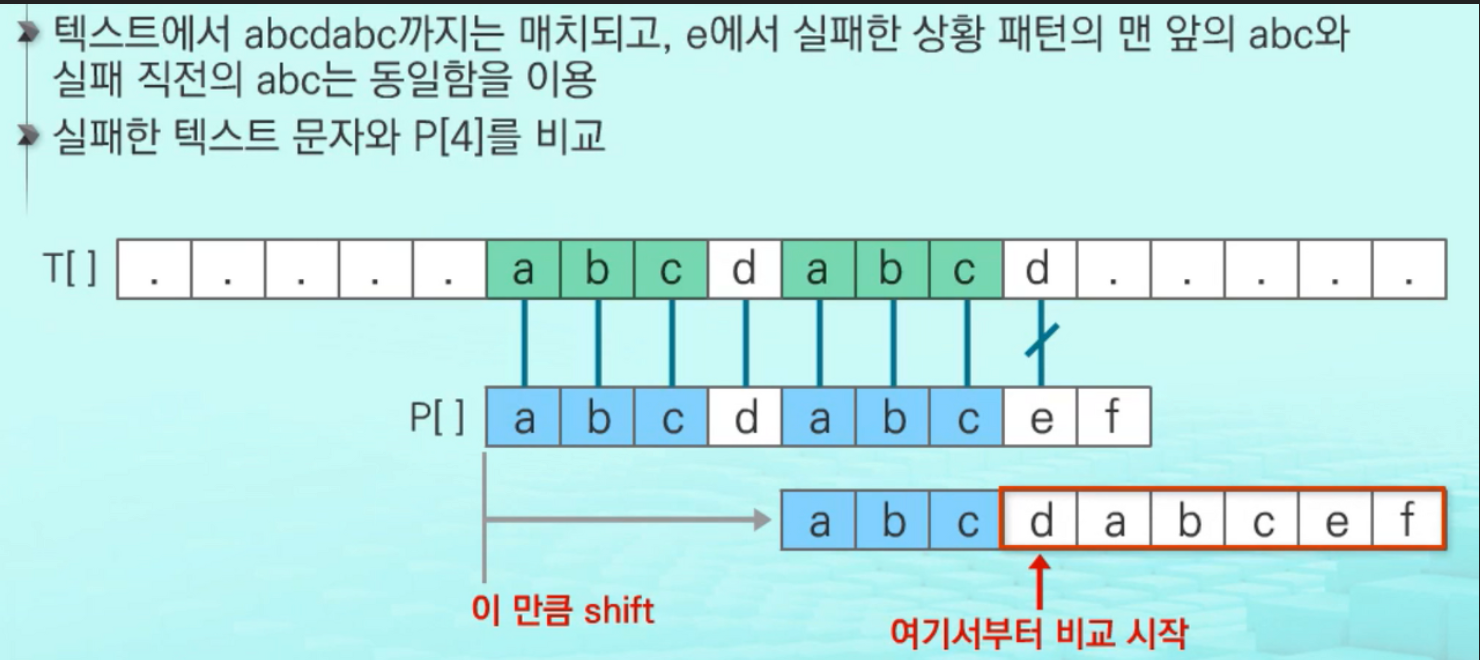 텍스트에서 abcdabc까지는 매치되고, e에서 실패한 상황 패턴의 맨 앞의 abc와
실패 직전의 abc는 동일함을 이용
실패한 텍스트 문자와 P[4]를 비교
T[ ] . . . . . a b c d a b c d . . . . .
P[ ] a b c d a b c e f
a b c d a b c e f
이 만큼 shift
여기서부터 비교 시작